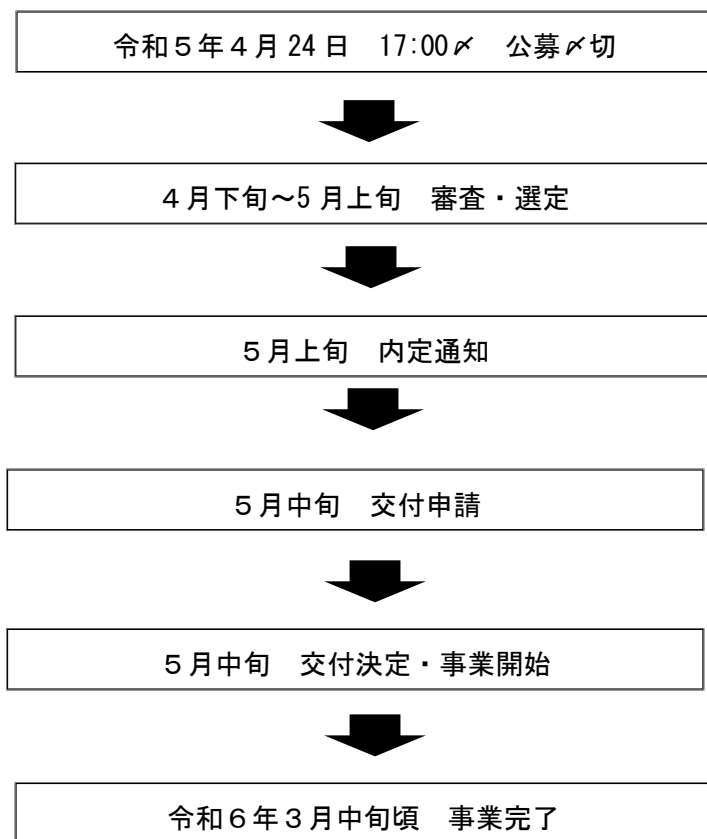 令和５年４月 24 日　17:00〆　公募〆切
４月下旬～5 月上旬　審査・選定
５月上旬　内定通知
５月中旬　交付申請
５月中旬　交付決定・事業開始
令和６年３月中旬頃　事業完了